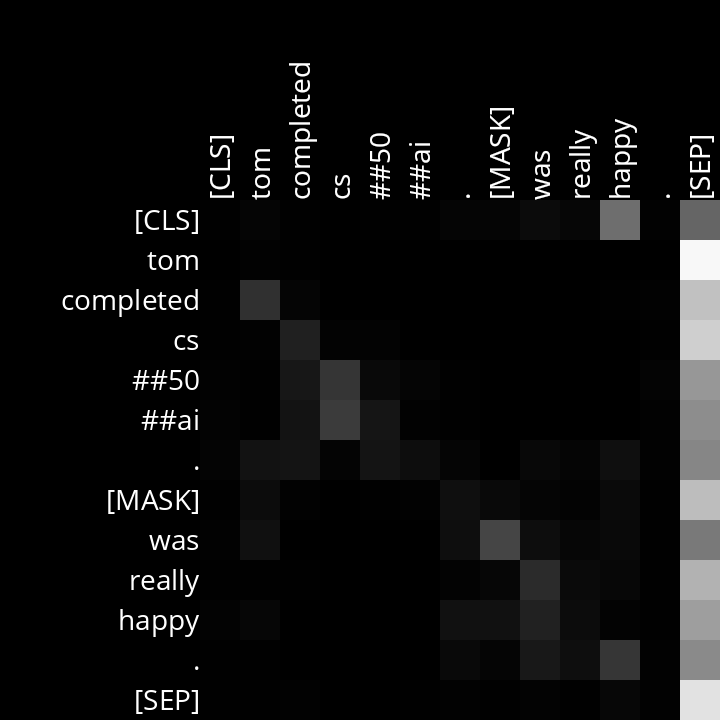 [CLS] tom completed cs ##50 ##ai . [MASK] was really happy . [SEP]
[CLS]
tom
completed
cs
##50
##ai
.
[MASK]
was
really
happy
.
[SEP]